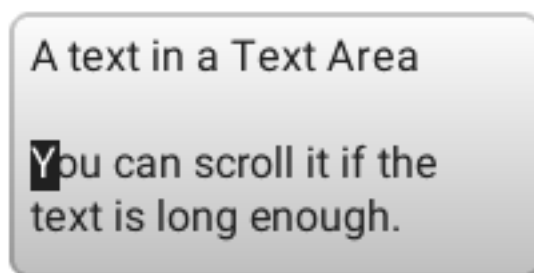 A text in a Text Area

You can scroll it if the
text is long enough.